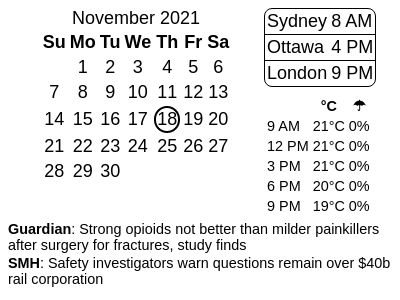 November 2021
Su Mo Tu We Th Fr Sa
1 2 3 4 5 6
7 8 9 10 11 12 13
14 15 16 17 18 19 20
21 22 23 24 25 26 27
28 29 30
Sydney 8 AM
Ottawa 4 PM
London 9 PM
°C ☂
9 AM 21°C 0%
12 PM 21°C 0%
3 PM 21°C 0%
6 PM 20°C 0%
9 PM 19°C 0%
Guardian: Strong opioids not better than milder painkillers
after surgery for fractures, study finds
SMH: Safety investigators warn questions remain over $40b
rail corporation